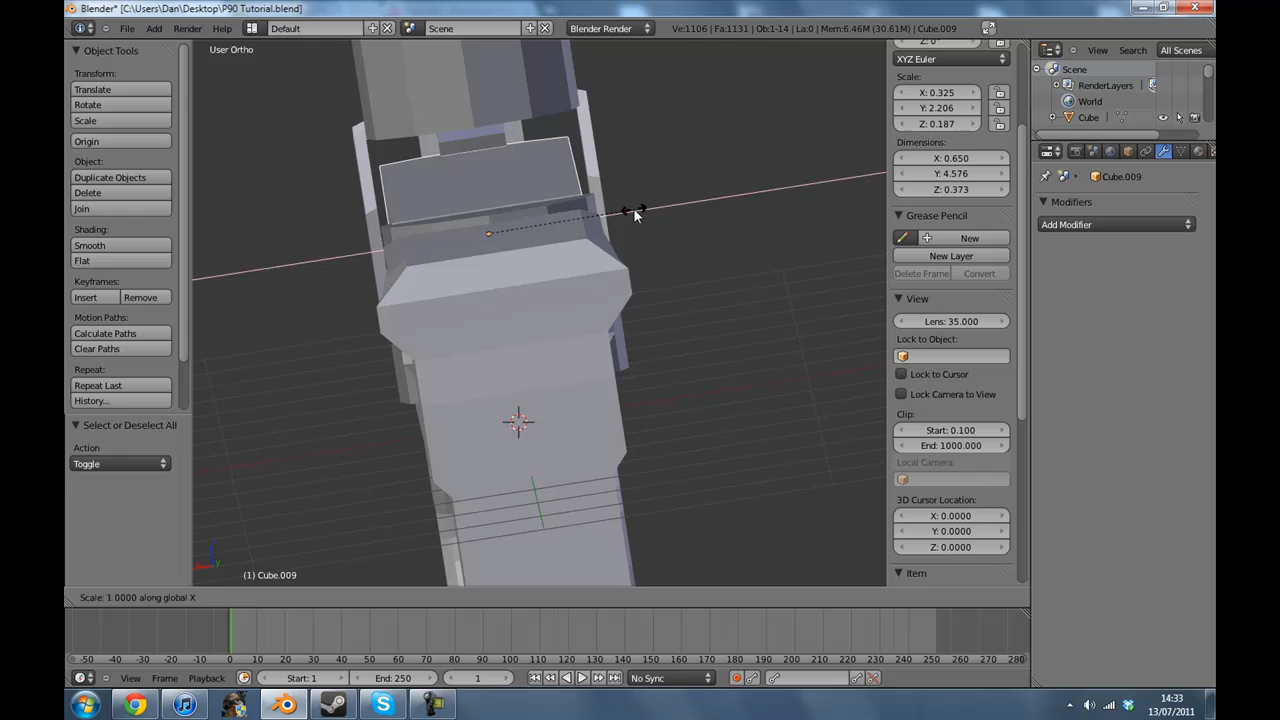 Blender* [C:\Users\Dan\Desktop\P90 Tutorial.blend]
File Add Render Help Default Scene Blender Render Ve:1106 | Fa:1131 | Ob:1-14 | La:0 | Mem:6.46M (30.61M) | Cube.009
Object Tools
Transform:
Translate
Rotate
Scale
Origin
Object:
Duplicate Objects
Delete
Join
Shading:
Smooth
Flat
Keyframes:
Insert Remove
Motion Paths:
Calculate Paths
Clear Paths
Repeat:
Repeat Last
History...
Select or Deselect All
Action
Toggle
User Ortho
(1) Cube.009
Scale: 1.0000 along global X
XYZ Euler
Scale:
X: 0.325
Y: 2.206
Z: 0.187
Dimensions:
X: 0.650
Y: 4.576
Z: 0.373
Grease Pencil
New
New Layer
Delete Frame Convert
View
Lens: 35.000
Lock to Object:
Lock to Cursor
Lock Camera to View
Clip:
Start: 0.100
End: 1000.000
Local Camera:
3D Cursor Location:
X: 0.0000
Y: 0.0000
Z: 0.0000
Item
View Search All Scenes
Scene
RenderLayers
World
Cube
Cube.009
Modifiers
Add Modifier
-50 -40 -30 -20 -10 0 10 20 30 40 50 60 70 80 90 100 110 120 130 140 150 160 170 180 190 200 210 220 230 240 250 260 270 280
View Frame Playback Start: 1 End: 250 1 No Sync
14:33
13/07/2011